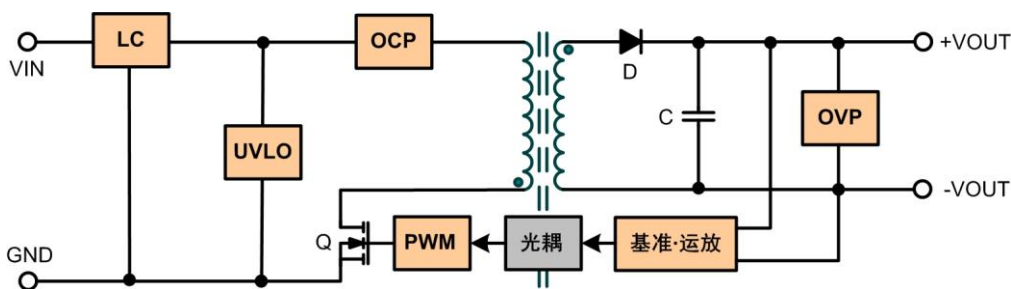 LC
OCP
+VOUT
VIN
D
C
OVP
UVLO
-VOUT
GND
Q
PWM
光耦
基准·运放